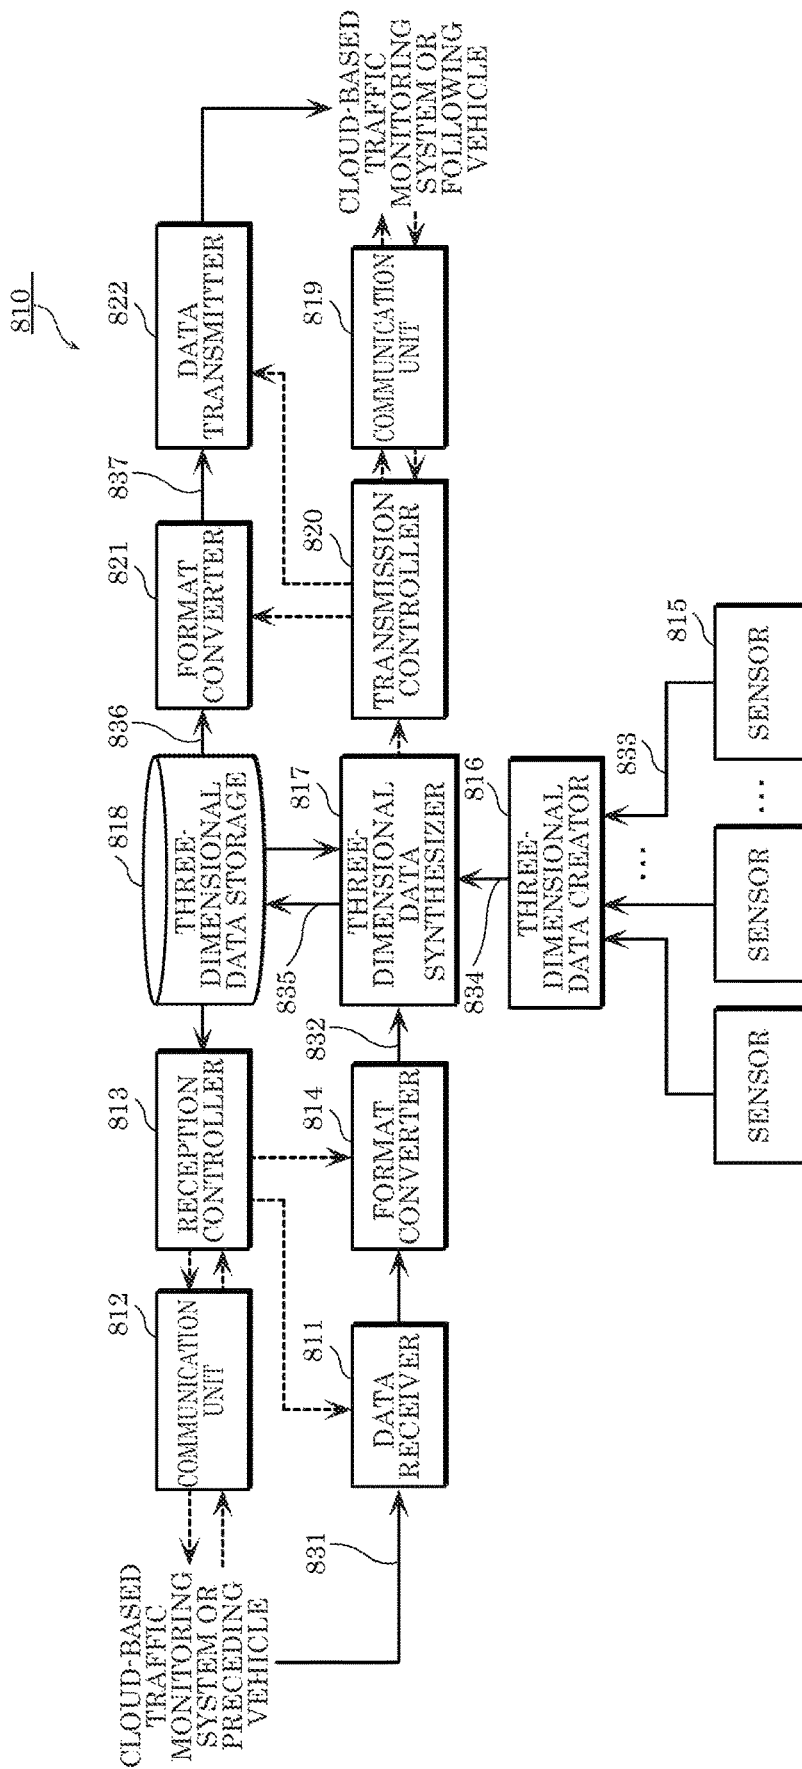 810
CLOUD-BASED
TRAFFIC
MONITORING
SYSTEM OR
PRECEDING
VEHICLE
812
COMMUNICATION
UNIT
813
RECEPTION
CONTROLLER
818
THREE-
DIMENSIONAL
DATA STORAGE
836
821
FORMAT
CONVERTER
837
822
DATA
TRANSMITTER
831
811
DATA
RECEIVER
814
FORMAT
CONVERTER
832
835
817
THREE-
DIMENSIONAL
DATA
SYNTHESIZER
820
TRANSMISSION
CONTROLLER
819
COMMUNICATION
UNIT
CLOUD-BASED
TRAFFIC
MONITORING
SYSTEM OR
FOLLOWING
VEHICLE
834
816
THREE-
DIMENSIONAL
DATA CREATOR
...
833
SENSOR
SENSOR
...
815
SENSOR